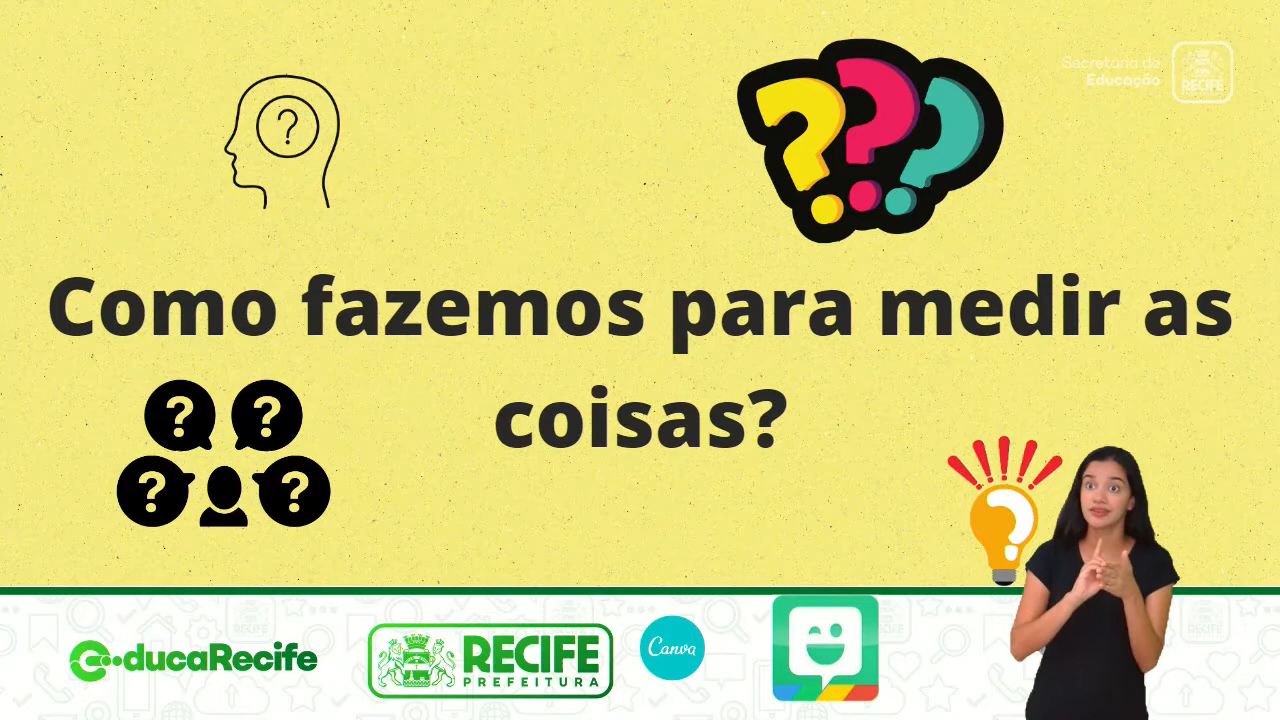 Secretaria de
Educação
RECIFE
Como fazemos para medir as
coisas?
educaRecife
RECIFE
PREFEITURA
Canva